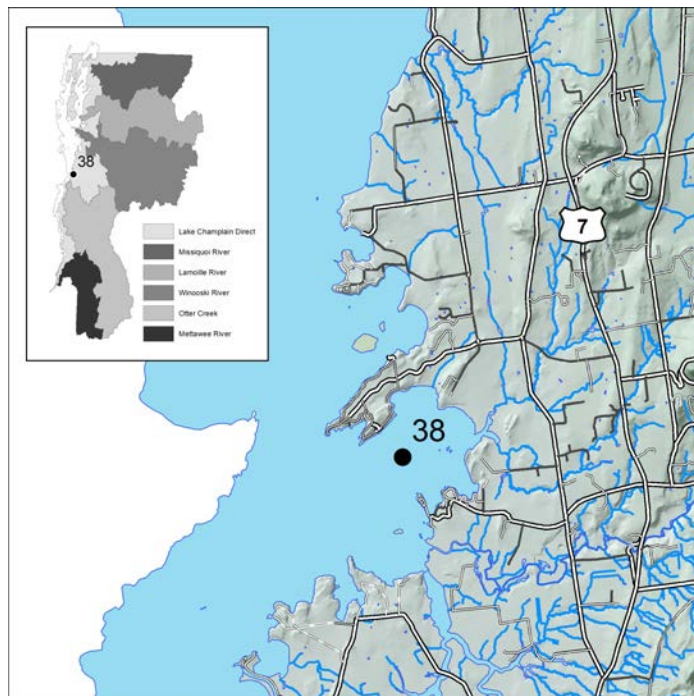 38
Lake Champlain Direct
Missiquoi River
Lamoille River
Winooski River
Otter Creek
Mettawee River
7
38